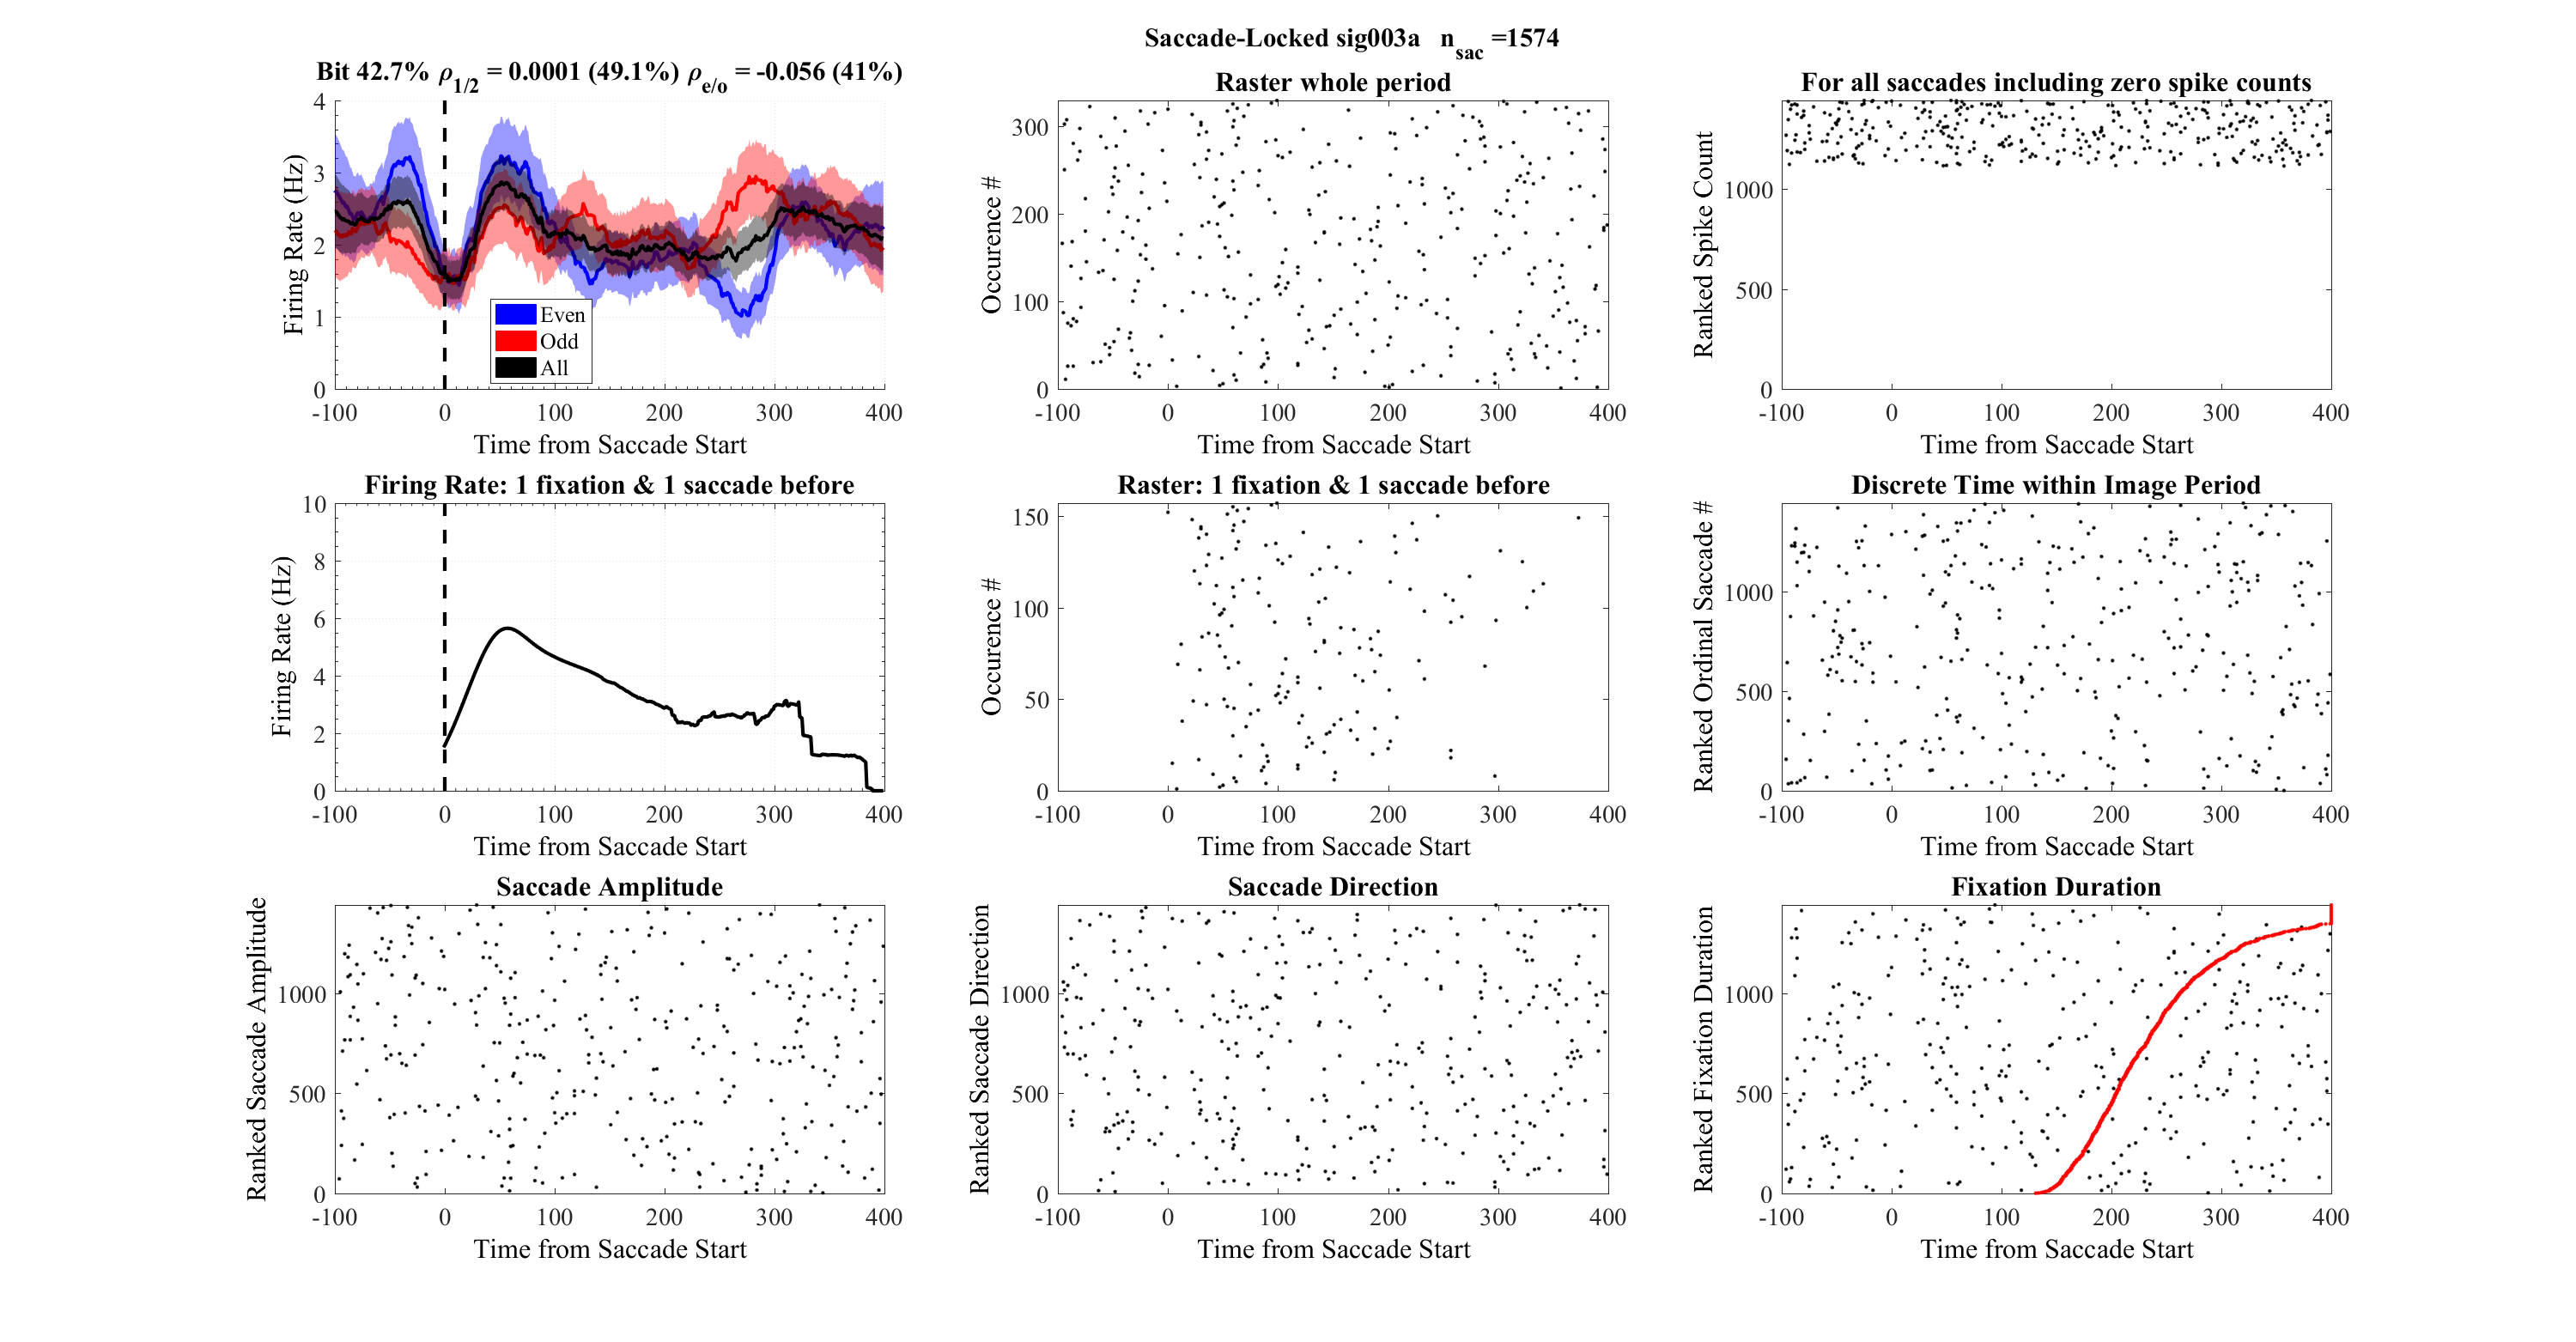 Saccade-Locked sig003a n_sac =1574
Bit 42.7% ρ_1/2 = 0.0001 (49.1%) ρ_e/o = -0.056 (41%)
Firing Rate (Hz)
4
3
2
1
0
-100 0 100 200 300 400
Time from Saccade Start
Even
Odd
All
Raster whole period
Occurence #
300
200
100
0
-100 0 100 200 300 400
Time from Saccade Start
For all saccades including zero spike counts
Ranked Spike Count
1000
500
0
-100 0 100 200 300 400
Time from Saccade Start
Firing Rate: 1 fixation & 1 saccade before
Firing Rate (Hz)
10
8
6
4
2
0
-100 0 100 200 300 400
Time from Saccade Start
Raster: 1 fixation & 1 saccade before
Occurence #
150
100
50
0
-100 0 100 200 300 400
Time from Saccade Start
Discrete Time within Image Period
Ranked Ordinal Saccade #
1000
500
0
-100 0 100 200 300 400
Time from Saccade Start
Saccade Amplitude
Ranked Saccade Amplitude
1000
500
0
-100 0 100 200 300 400
Time from Saccade Start
Saccade Direction
Ranked Saccade Direction
1000
500
0
-100 0 100 200 300 400
Time from Saccade Start
Fixation Duration
Ranked Fixation Duration
1000
500
0
-100 0 100 200 300 400
Time from Saccade Start